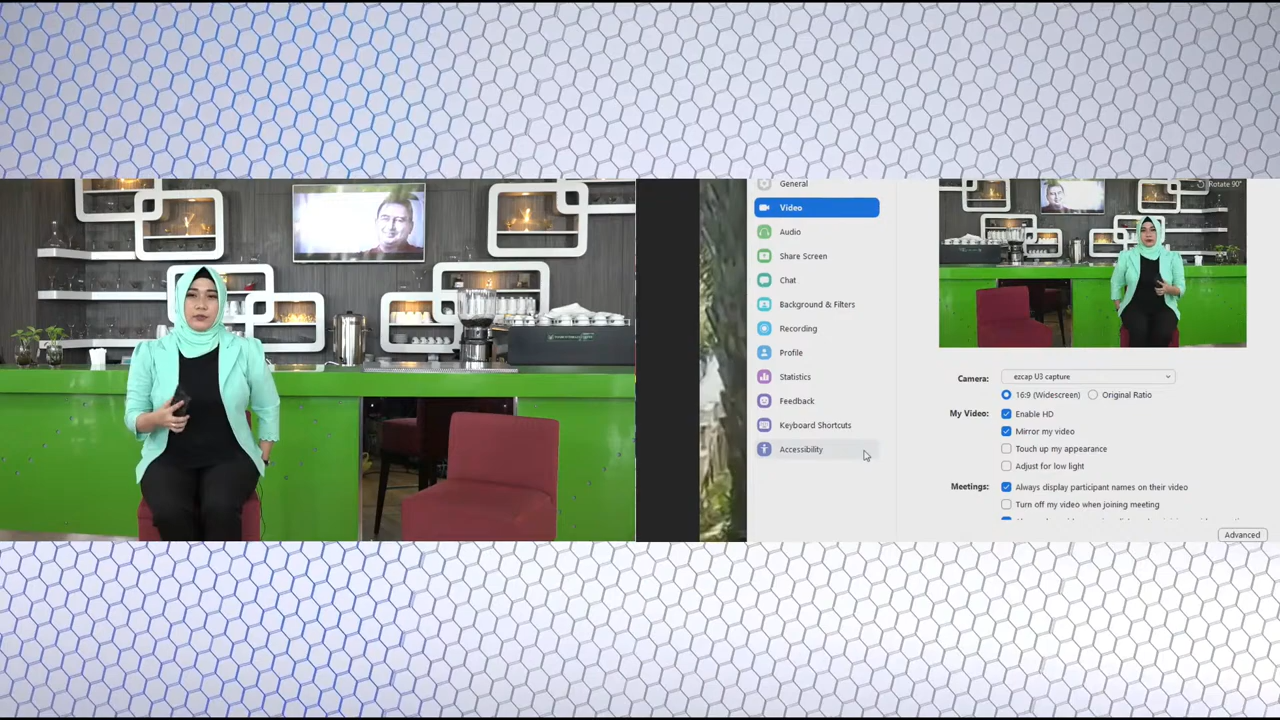 General
Video
Audio
Share Screen
Chat
Background & Filters
Recording
Profile
Statistics
Feedback
Keyboard Shortcuts
Accessibility
Rotate 90°
Camera:
ezcap U3 capture
16:9 (Widescreen)
Original Ratio
My Video:
Enable HD
Mirror my video
Touch up my appearance
Adjust for low light
Meetings:
Always display participant names on their video
Turn off my video when joining meeting
Advanced